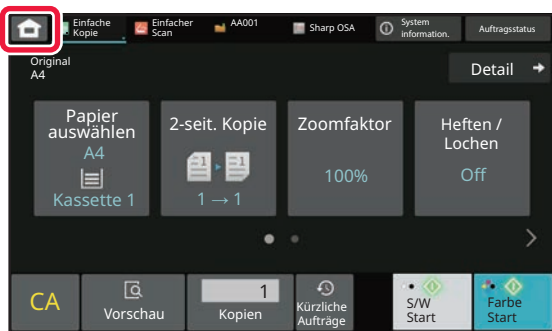 Einfache
Kopie
Einfacher
Scan
AA001
Sharp OSA
System
information.
Auftragsstatus
Original
A4
Detail
Papier
auswählen
A4
Kassette 1
2-seit. Kopie
1 → 1
Zoomfaktor
100%
Heften /
Lochen
Off
CA
Vorschau
1
Kopien
Kürzliche
Aufträge
S/W
Start
Farbe
Start